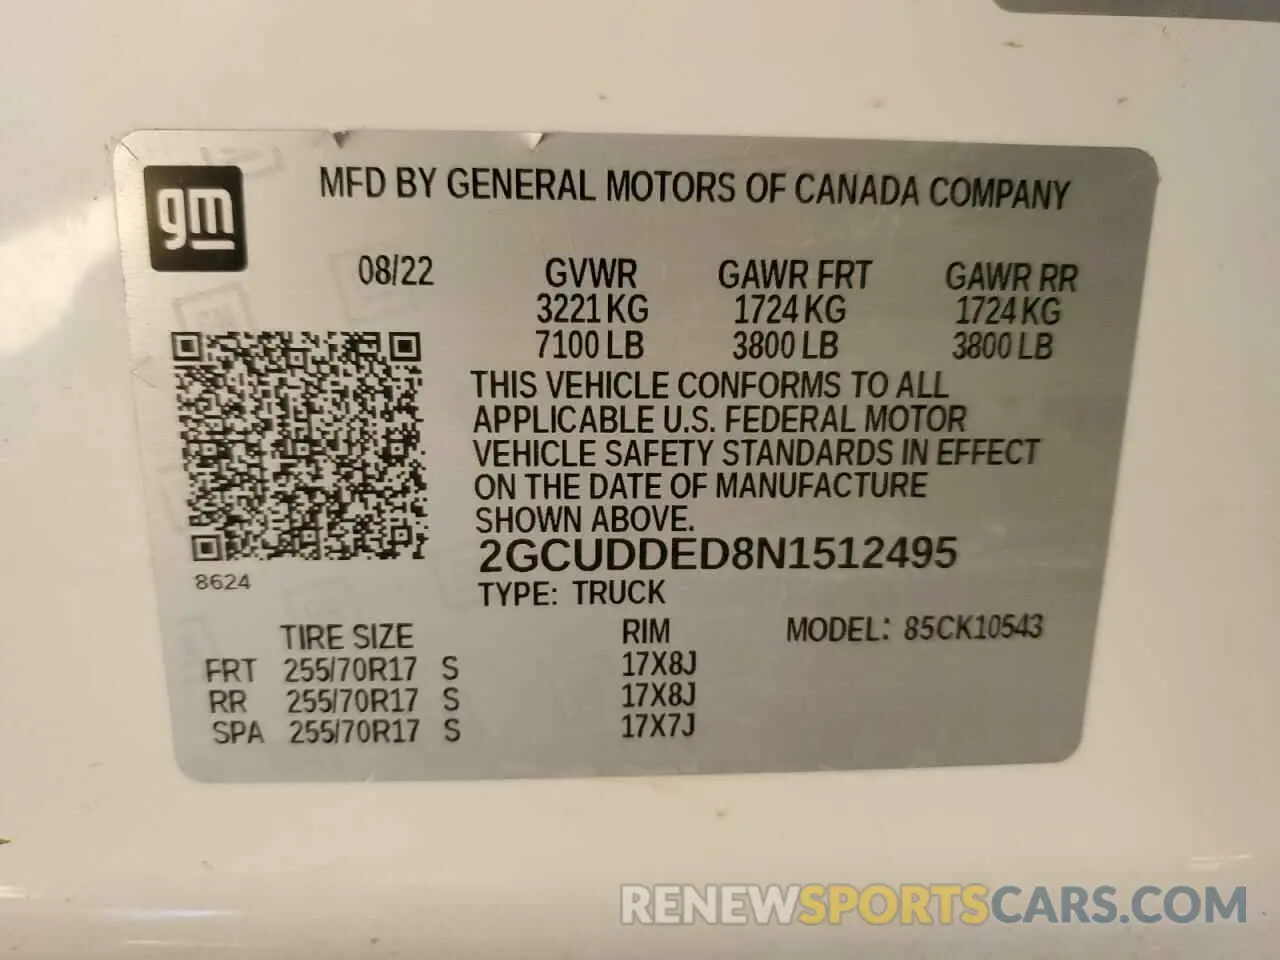 gm
MFD BY GENERAL MOTORS OF CANADA COMPANY
08/22 GVWR GAWR FRT GAWR RR
3221 KG 1724 KG 1724 KG
7100 LB 3800 LB 3800 LB
THIS VEHICLE CONFORMS TO ALL
APPLICABLE U.S. FEDERAL MOTOR
VEHICLE SAFETY STANDARDS IN EFFECT
ON THE DATE OF MANUFACTURE
SHOWN ABOVE.
2GCUDDED8N1512495
8624
TYPE: TRUCK
TIRE SIZE RIM MODEL: 85CK10543
FRT 255/70R17 S 17X8J
RR 255/70R17 S 17X8J
SPA 255/70R17 S 17X7J
RENEWSPORTSCARS.COM